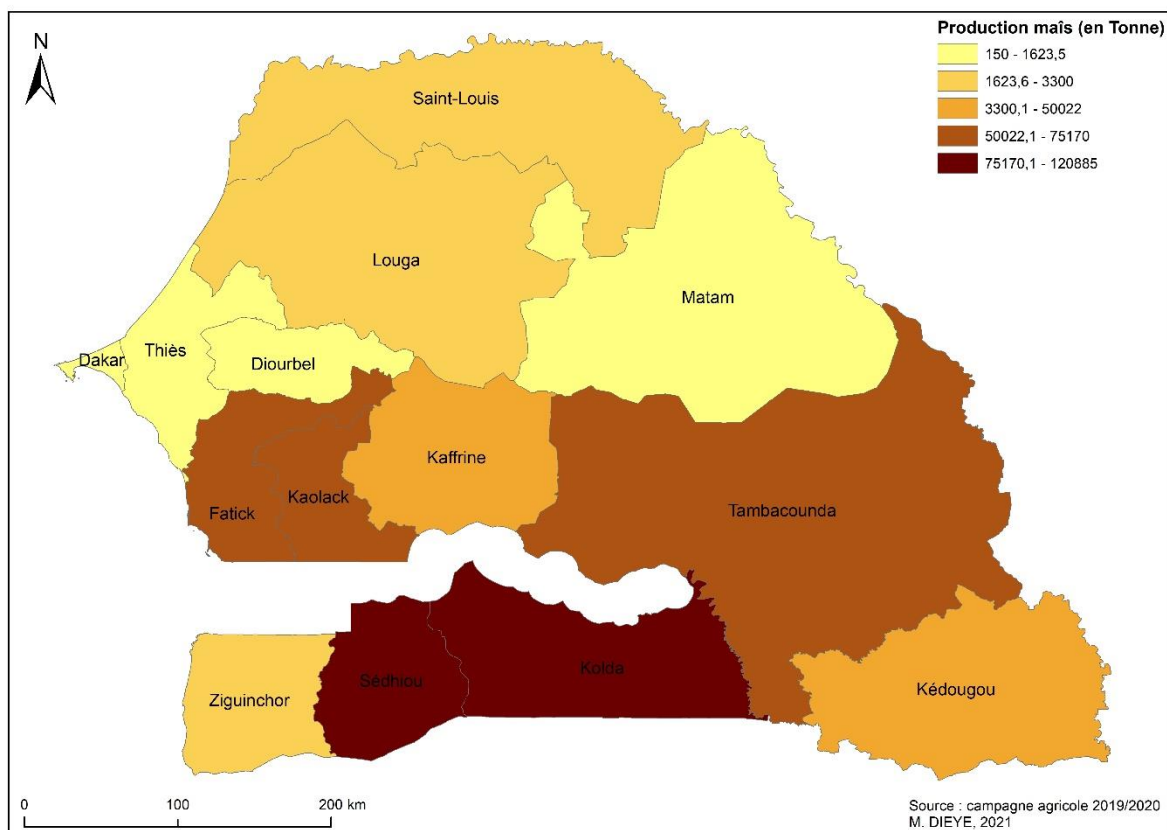 Production maîs (en Tonne)
150 - 1623,5
1623,6 - 3300
3300,1 - 50022
50022,1 - 75170
75170,1 - 120885
N
Saint-Louis
Louga
Matam
Dakar
Thiès
Diourbel
Kaffrine
Kaolack
Fatick
Tambacounda
Kolda
Sédhiou
Ziguinchor
Kédougou
0 100 200 km
Source : campagne agricole 2019/2020
M. DIEYE, 2021